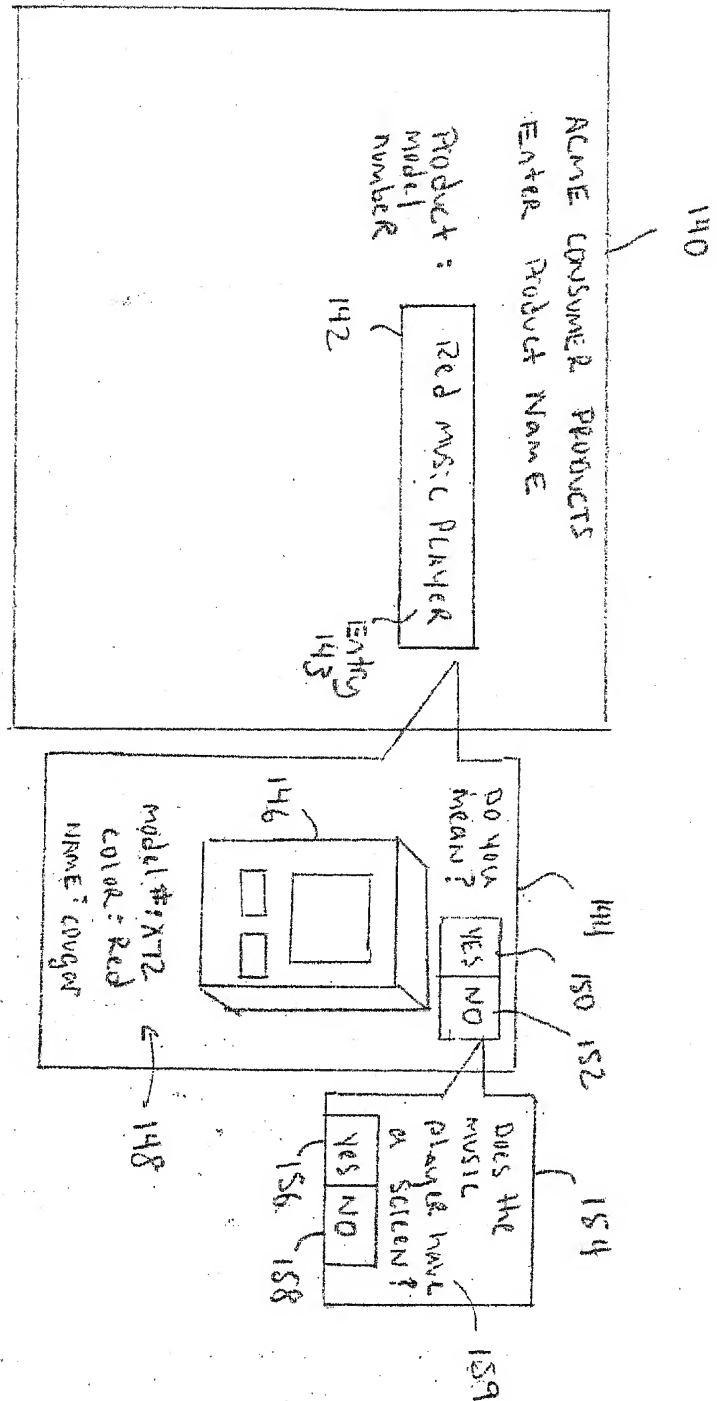 140
ACME CONSUMER PRODUCTS
Enter Product Name
Product :
model
number
Red music PLAYER
142
Entry
143
144
Do you
mean?
YES NO
150
152
146
model#: X72
COLOR: Red
NAME: COUGAR
148
154
Does the
music
player have
a screen?
YES NO
156
158
159